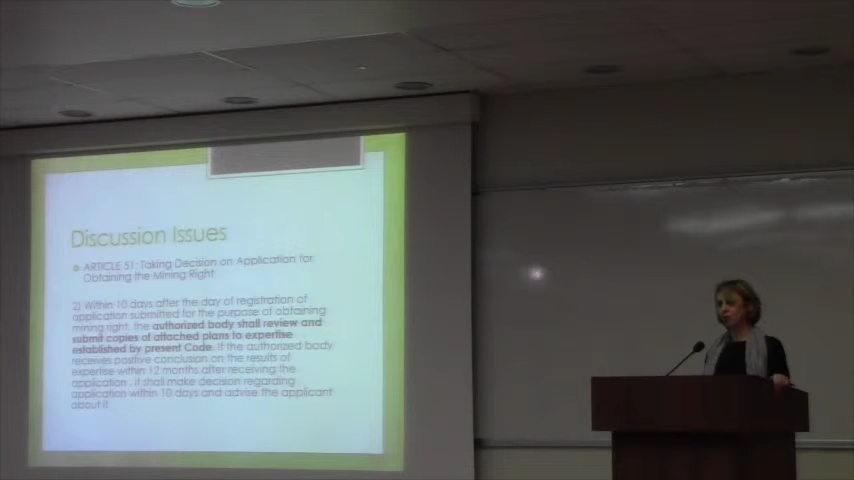 Discussion Issues
ARTICLE 51: Taking Decision on Application for
Obtaining the Mining Right
2) Within 10 days after the day of registration of
application submitted for the purpose of obtaining
mining right, the authorized body shall review and
submit copies of attached plans to expertise
established by present Code. If the authorized body
receives positive conclusion on the results of
expertise within 12 months after receiving the
application , it shall make decision regarding
application within 10 days and advise the applicant
about it